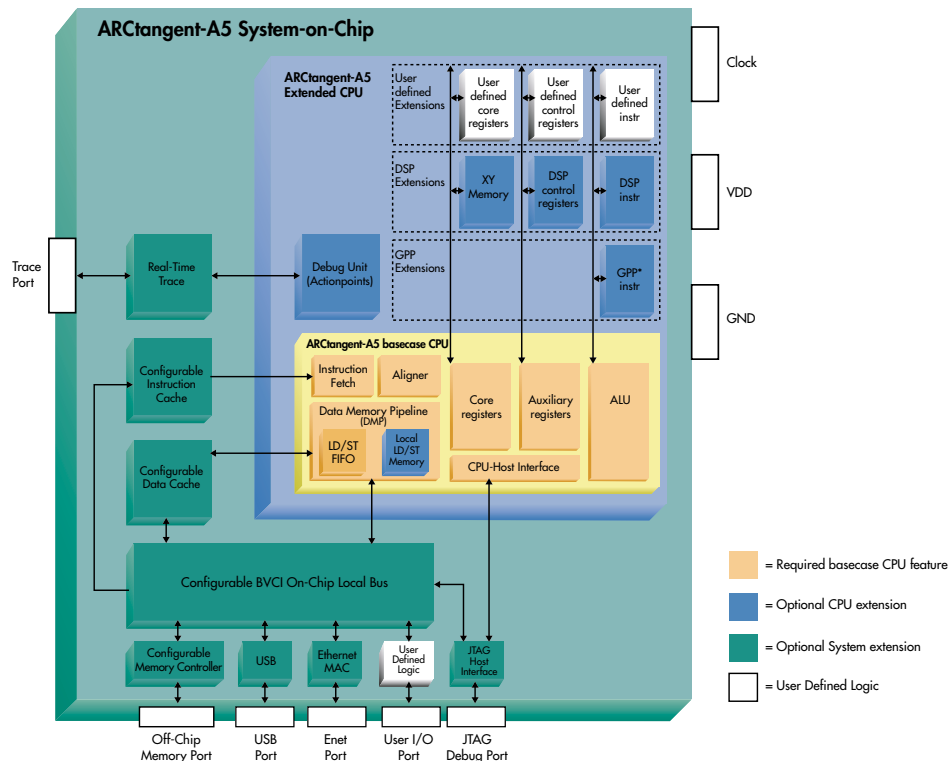 ARCtangent-A5 System-on-Chip
Clock
VDD
GND
ARCtangent-A5
Extended CPU
User
defined
Extensions
User
defined
core
registers
User
defined
control
registers
User
defined
instr
DSP
Extensions
XY
Memory
DSP
control
registers
DSP
instr
GPP
Extensions
GPP*
instr
Trace
Port
Real-Time
Trace
Debug Unit
(Actionpoints)
ARCtangent-A5 basecase CPU
Configurable
Instruction
Cache
Instruction
Fetch
Aligner
Core
registers
Auxiliary
registers
ALU
Data Memory Pipeline
(DMP)
LD/ST
FIFO
Local
LD/ST
Memory
CPU-Host Interface
Configurable
Data Cache
Configurable BVCI On-Chip Local Bus
Configurable
Memory Controller
USB
Ethernet
MAC
User
Defined
Logic
JTAG
Host
Interface
Off-Chip
Memory Port
USB
Port
Enet
Port
User I/O
Port
JTAG
Debug Port
= Required basecase CPU feature
= Optional CPU extension
= Optional System extension
= User Defined Logic